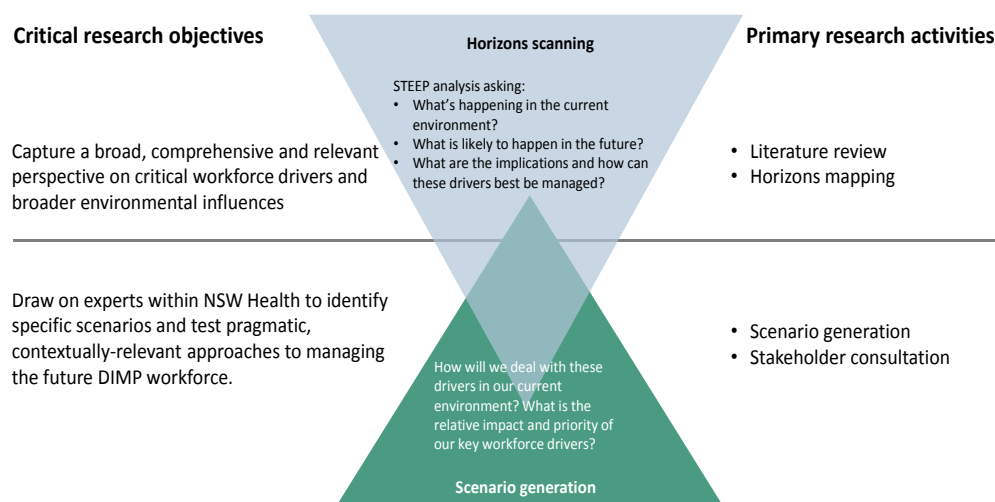 Critical research objectives
Horizons scanning
Primary research activities
STEEP analysis asking:
• What's happening in the current
environment?
• What is likely to happen in the future?
• What are the implications and how can
these drivers best be managed?
Capture a broad, comprehensive and relevant
perspective on critical workforce drivers and
broader environmental influences
• Literature review
• Horizons mapping
Draw on experts within NSW Health to identify
specific scenarios and test pragmatic,
contextually-relevant approaches to managing
the future DIMP workforce.
• Scenario generation
• Stakeholder consultation
How will we deal with these
drivers in our current
environment? What is the
relative impact and priority of
our key workforce drivers?
Scenario generation